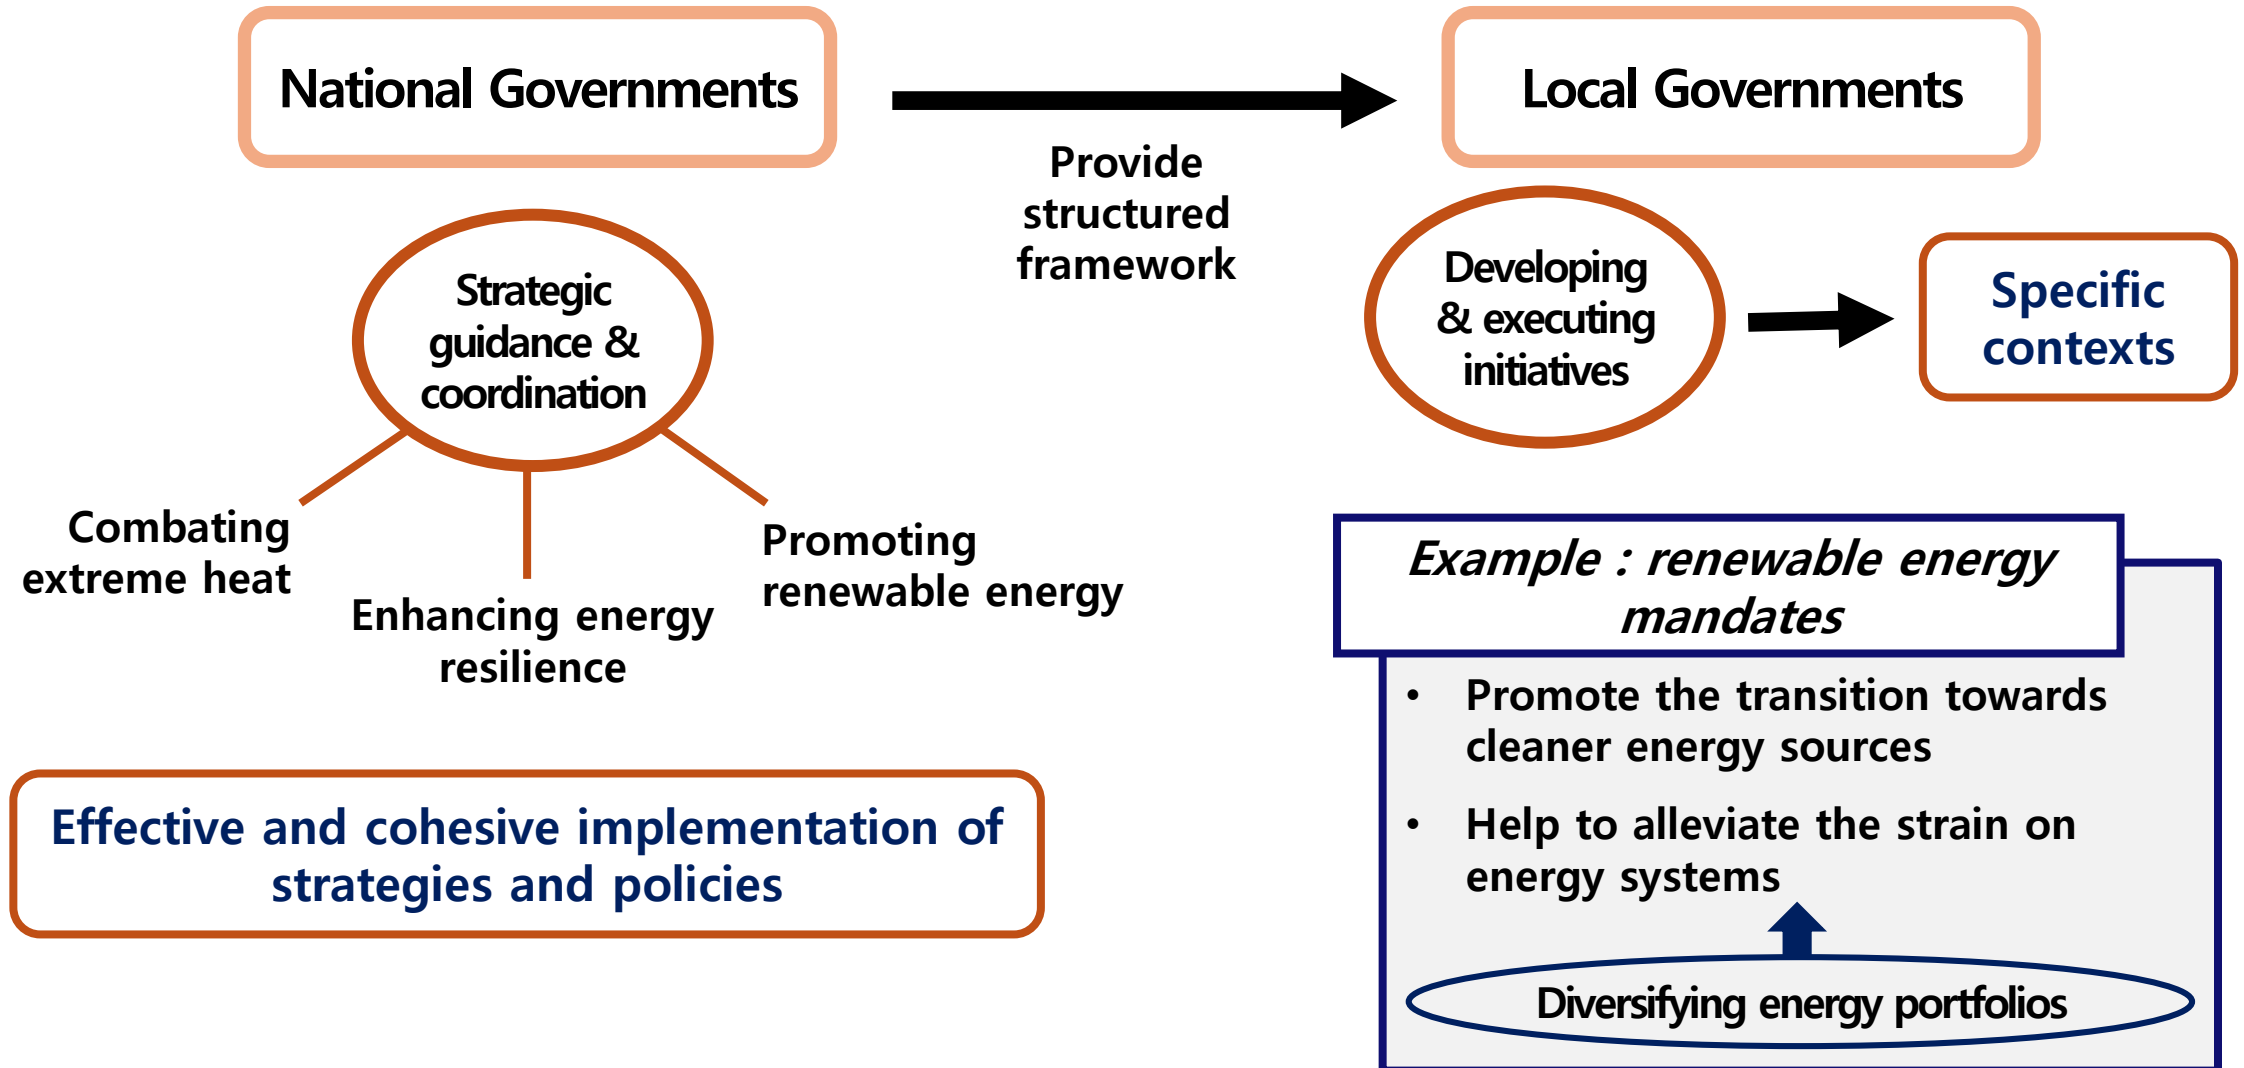 National Governments
Provide
structured
framework
Local Governments
Strategic
guidance &
coordination
Combating
extreme heat
Enhancing energy
resilience
Promoting
renewable energy
Effective and cohesive implementation of
strategies and policies
Developing
& executing
initiatives
Specific
contexts
Example : renewable energy
mandates
• Promote the transition towards
cleaner energy sources
• Help to alleviate the strain on
energy systems
Diversifying energy portfolios